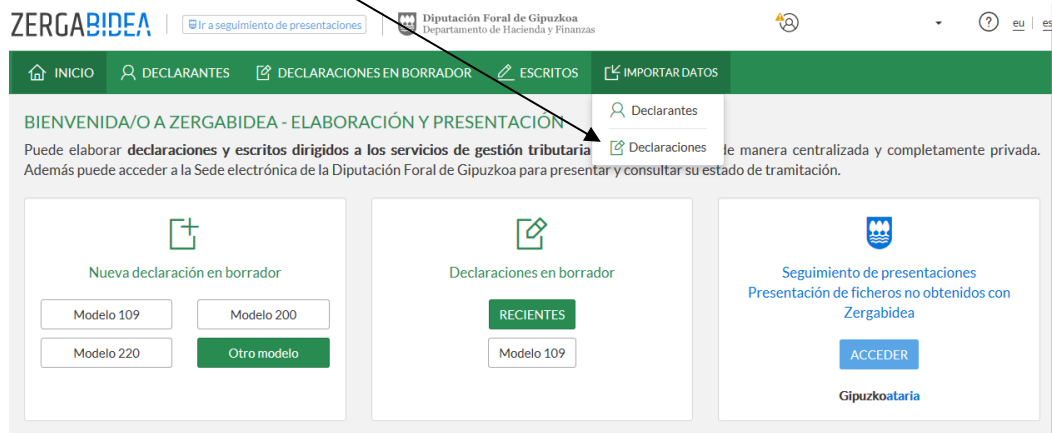 ZERGABIDEA
Ir a seguimiento de presentaciones
Diputación Foral de Gipuzkoa
Departamento de Hacienda y Finanzas
? eu | es
INICIO DECLARANTES DECLARACIONES EN BORRADOR ESCRITOS IMPORTAR DATOS
Declarantes
Declaraciones
BIENVENIDA/O A ZERGABIDEA - ELABORACIÓN Y PRESENTACIÓN
Puede elaborar declaraciones y escritos dirigidos a los servicios de gestión tributaria de manera centralizada y completamente privada.
Además puede acceder a la Sede electrónica de la Diputación Foral de Gipuzkoa para presentar y consultar su estado de tramitación.
Nueva declaración en borrador
Modelo 109 Modelo 200
Modelo 220 Otro modelo
Declaraciones en borrador
RECIENTES
Modelo 109
Seguimiento de presentaciones
Presentación de ficheros no obtenidos con
Zergabidea
ACCEDER
Gipuzkoataria